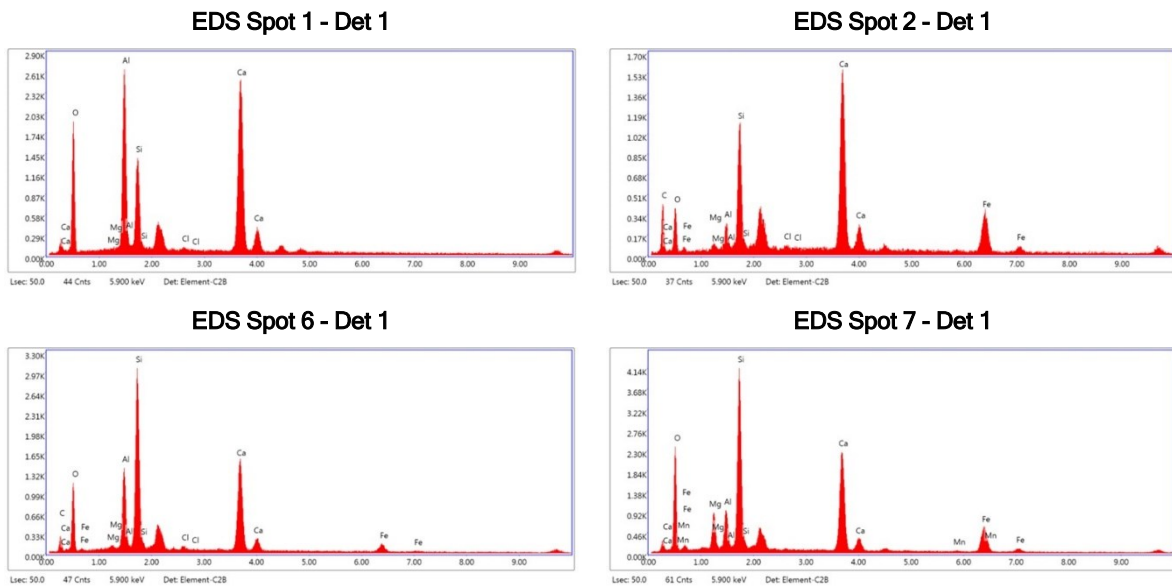 EDS Spot 1 - Det 1
2.90K
2.61K
2.32K
2.03K
1.74K
1.45K
1.16K
0.87K
0.58K
0.29K
0.00K
Ca
Ca
O
Mg
Mg
Al
Al
Si
Si
Cl
Cl
Ca
Ca
0.00 1.00 2.00 3.00 4.00 5.00 6.00 7.00 8.00 9.00
Lsec: 50.0 44 Cnts 5.900 keV Det: Element-C2B
EDS Spot 2 - Det 1
1.70K
1.53K
1.36K
1.19K
1.02K
0.85K
0.68K
0.51K
0.34K
0.17K
0.00K
C
Ca
Ca
O
Fe
Fe
Mg
Mg
Al
Al
Si
Si
Cl
Cl
Ca
Ca
Fe
Fe
0.00 1.00 2.00 3.00 4.00 5.00 6.00 7.00 8.00 9.00
Lsec: 50.0 37 Cnts 5.900 keV Det: Element-C2B
EDS Spot 6 - Det 1
3.30K
2.97K
2.64K
2.31K
1.98K
1.65K
1.32K
0.99K
0.66K
0.33K
0.00K
C
Ca
Ca
O
Fe
Fe
Mg
Mg
Al
Al
Si
Si
Cl
Cl
Ca
Ca
Fe
Fe
0.00 1.00 2.00 3.00 4.00 5.00 6.00 7.00 8.00 9.00
Lsec: 50.0 47 Cnts 5.900 keV Det: Element-C2B
EDS Spot 7 - Det 1
4.14K
3.68K
3.22K
2.76K
2.30K
1.84K
1.38K
0.92K
0.46K
0.00K
Ca
Ca
O
Fe
Fe
Mn
Mn
Mg
Mg
Al
Al
Si
Si
Ca
Ca
Mn
Fe
Mn
Fe
0.00 1.00 2.00 3.00 4.00 5.00 6.00 7.00 8.00 9.00
Lsec: 50.0 61 Cnts 5.900 keV Det: Element-C2B